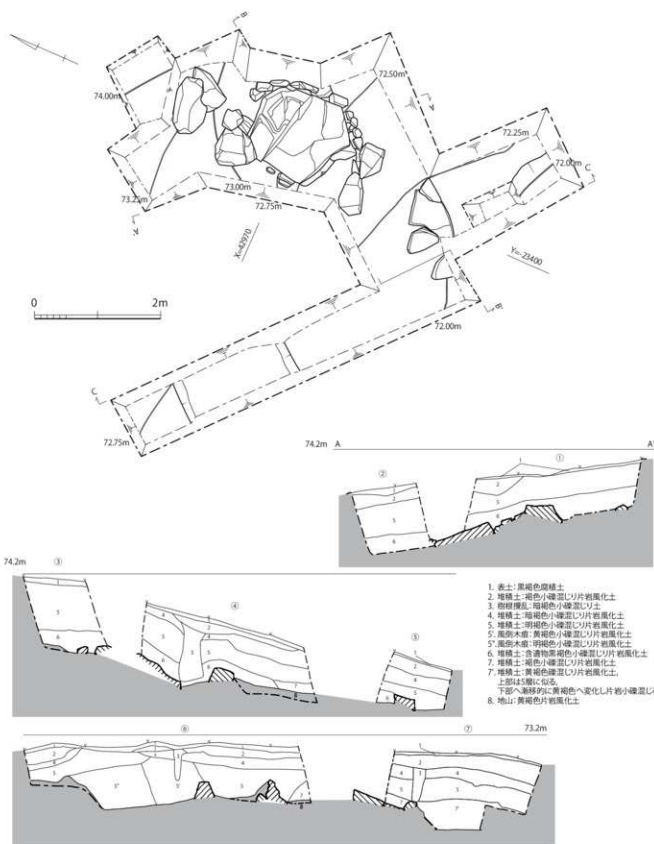 B
74.00m
72.50m
A
72.25m
72.00m
C'
73.25m
A'
73.00m
72.75m
X=42970
Y=-23400
B'
72.00m
0 2m
C
72.75m
74.2m A A'
①
②
74.2m
③
④
⑤
1. 表土:黒褐色腐植土
2. 堆積土:褐色小礫混じり片岩風化土
3. 樹根攪乱:暗褐色小礫混じり土
4. 堆積土:暗褐色小礫混じり片岩風化土
5. 堆積土:明褐色小礫混じり片岩風化土
5'. 風倒木痕:黄褐色小礫混じり片岩風化土
5". 風倒木痕:明褐色小礫混じり片岩風化土
6. 堆積土:含遺物黒褐色小礫混じり片岩風化土
7. 堆積土:褐色小礫混じり片岩風化土
7'. 堆積土:黄褐色礫混じり片岩風化土。
上部は5層に似る。
下部へ漸移的に黄褐色へ変化し片岩小礫混じる
8. 地山:黄褐色片岩風化土
⑥
⑦
73.2m